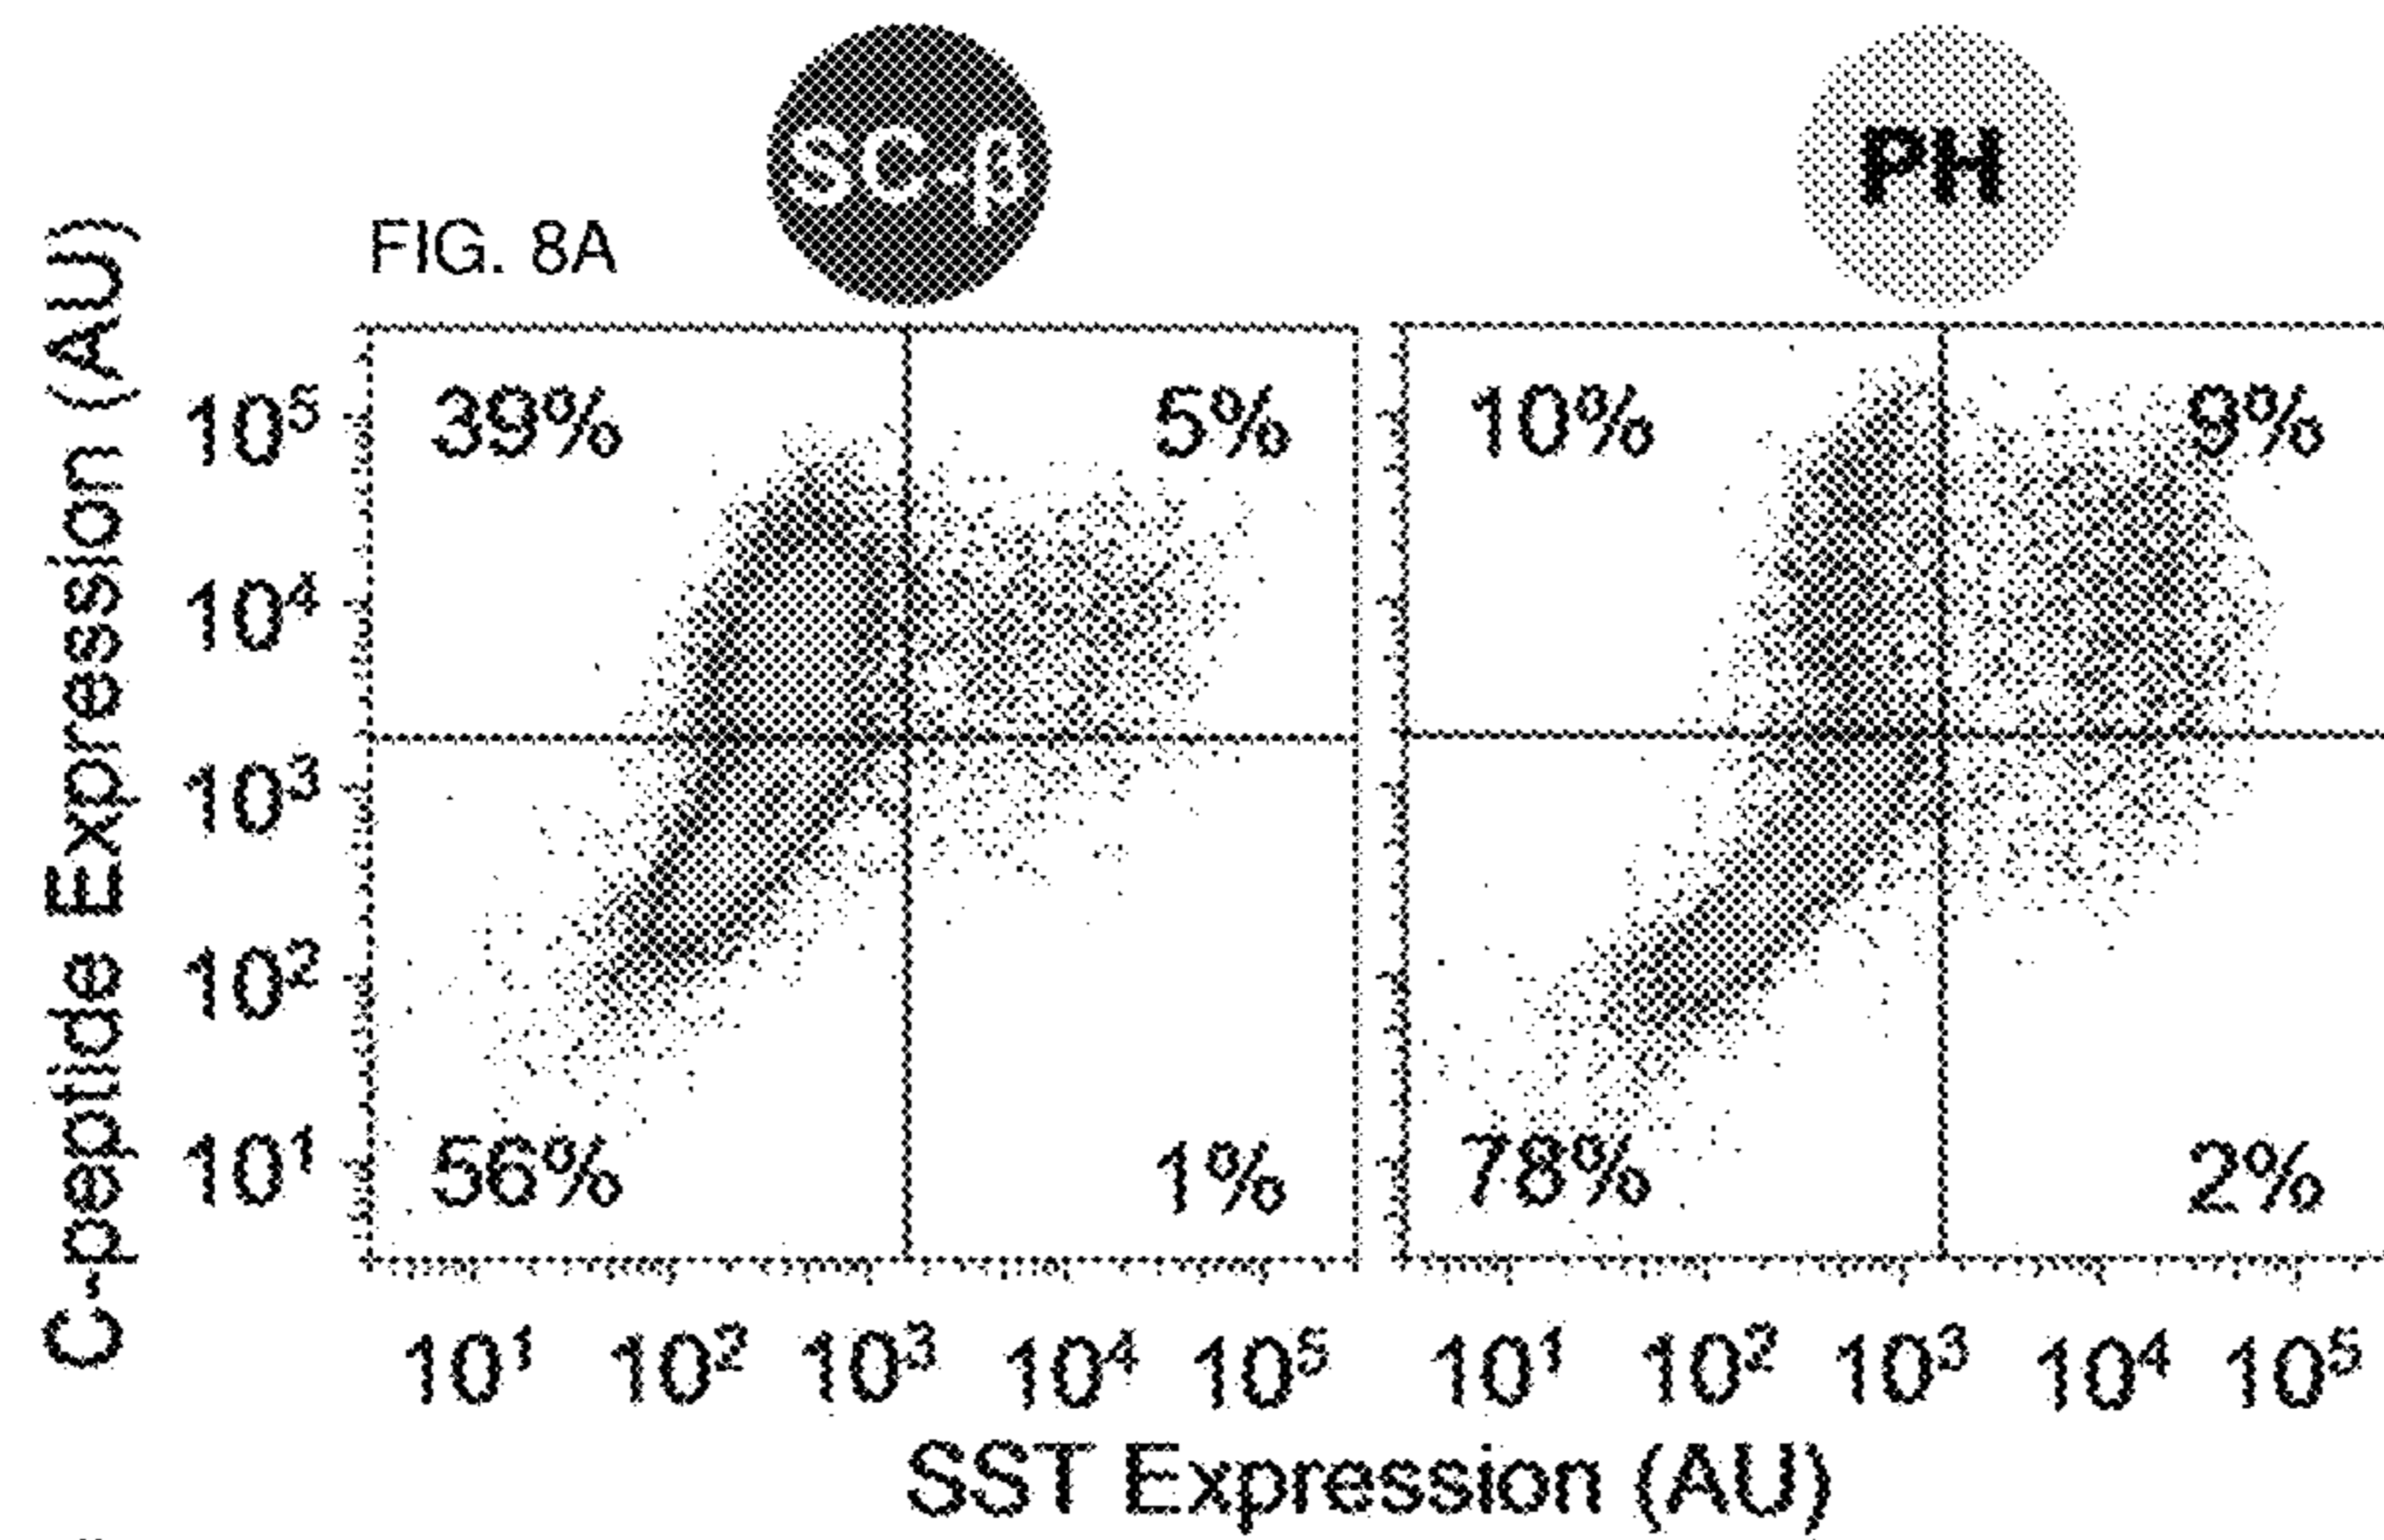 SC-β
PH
FIG. 8A
C-peptide Expression (AU)
10⁵
10⁴
10³
10²
10¹
39%
5%
56%
1%
10%
9%
78%
2%
10¹ 10² 10³ 10⁴ 10⁵
10¹ 10² 10³ 10⁴ 10⁵
SST Expression (AU)